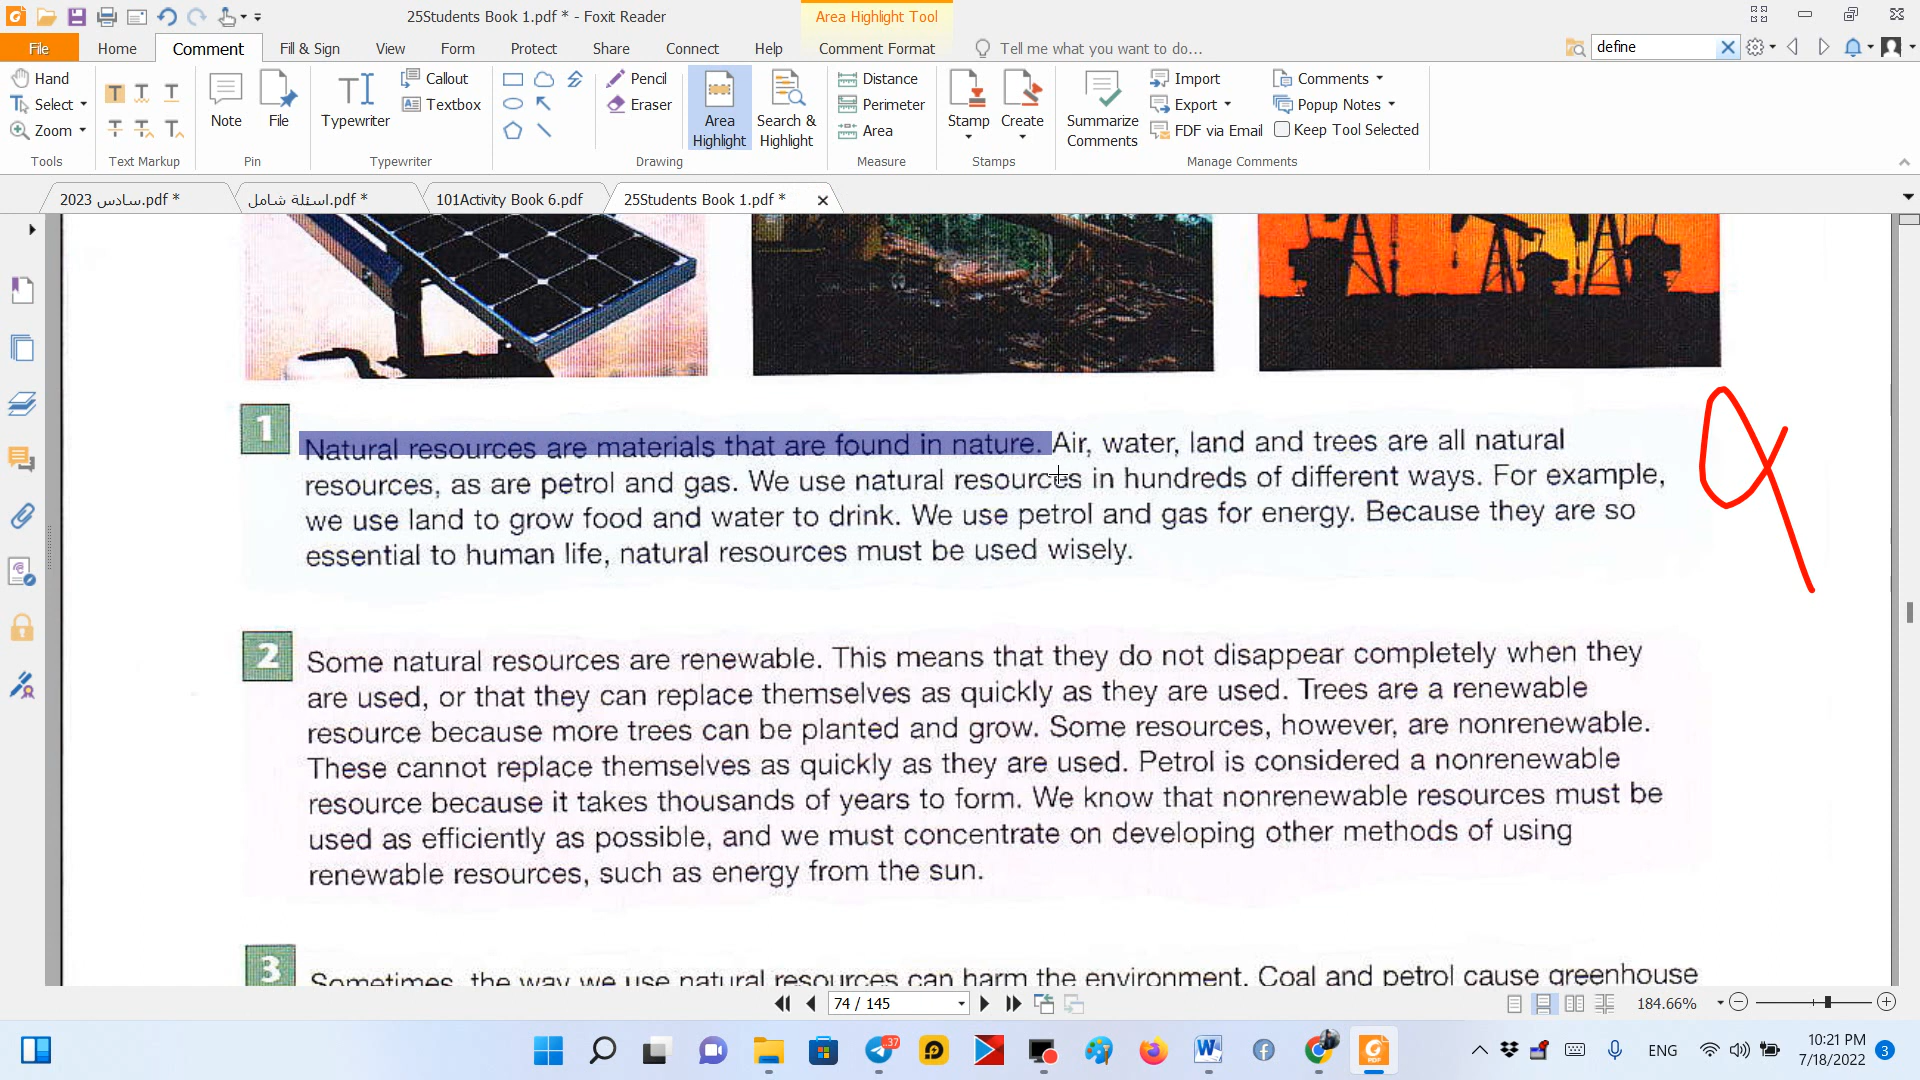 25Students Book 1.pdf * - Foxit Reader
Area Highlight Tool
File Home Comment Fill & Sign View Form Protect Share Connect Help Comment Format Tell me what you want to do... define
Hand
Select
Zoom
Tools
Text Markup
Note File
Pin
Typewriter
Callout
Textbox
Typewriter
Pencil
Eraser
Area Highlight
Search & Highlight
Drawing
Distance
Perimeter
Area
Measure
Stamp Create
Stamps
Summarize Comments
Import
Export
FDF via Email
Comments
Popup Notes
Keep Tool Selected
Manage Comments
سادس 2023.pdf * اسئلة شامل.pdf * 101Activity Book 6.pdf 25Students Book 1.pdf *
1
Natural resources are materials that are found in nature. Air, water, land and trees are all natural
resources, as are petrol and gas. We use natural resources in hundreds of different ways. For example,
we use land to grow food and water to drink. We use petrol and gas for energy. Because they are so
essential to human life, natural resources must be used wisely.
2
Some natural resources are renewable. This means that they do not disappear completely when they
are used, or that they can replace themselves as quickly as they are used. Trees are a renewable
resource because more trees can be planted and grow. Some resources, however, are nonrenewable.
These cannot replace themselves as quickly as they are used. Petrol is considered a nonrenewable
resource because it takes thousands of years to form. We know that nonrenewable resources must be
used as efficiently as possible, and we must concentrate on developing other methods of using
renewable resources, such as energy from the sun.
3
Sometimes, the way we use natural resources can harm the environment. Coal and petrol cause greenhouse
74 / 145
184.66%
..37
ENG
10:21 PM
7/18/2022
3